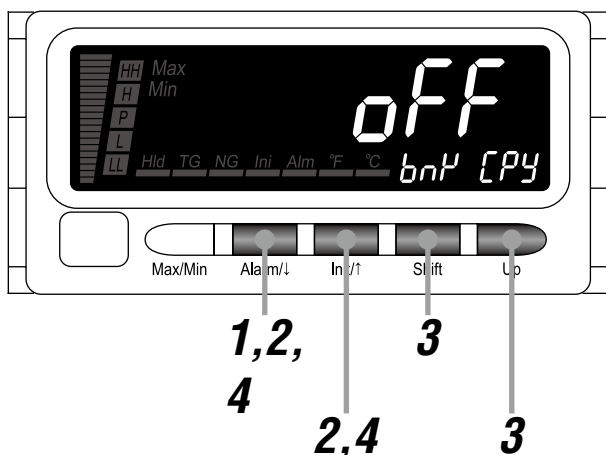 HH Max
H Min
P
L
LL
Hld TG NG Ini Alm °F °C
oFF
bnK CPY
Max/Min Alarm/↓ Int/↑ Shift Up
1,2,
4
2,4
3
3